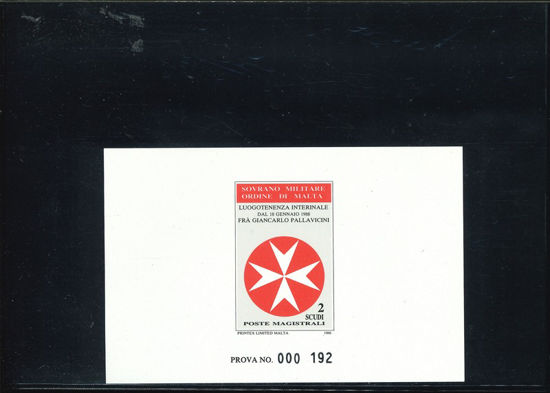 SOVRANO MILITARE
ORDINE DI MALTA
LUOGOTENENZA INTERINALE
DAL 18 GENNAIO 1988
FRÀ GIANCARLO PALLAVICINI
2
SCUDI
POSTE MAGISTRALI
PRINTEX LIMITED MALTA 1988
PROVA NO. 000 192